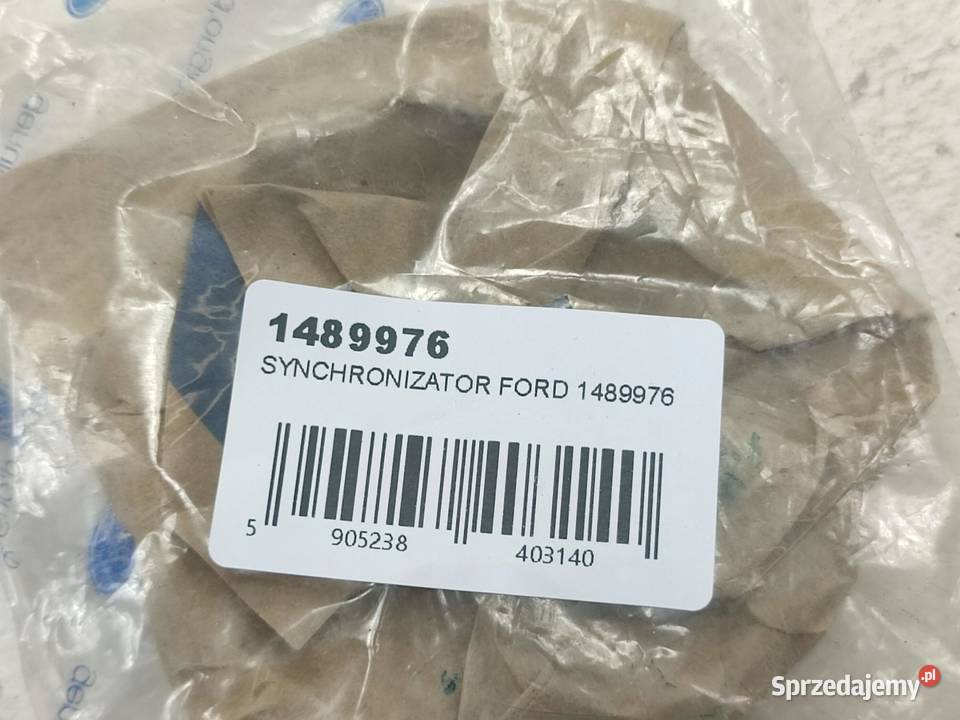 1489976
SYNCHRONIZATOR FORD 1489976
5 905238 403140
Sprzedajemy.pl